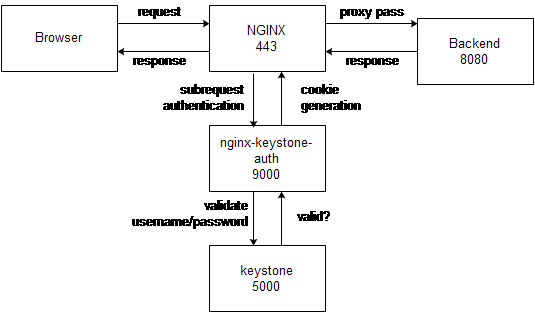 request
NGINX
443
proxy pass
Browser
Backend
8080
response
response
subrequest
authentication
cookie
generation
nginx-keystone-
auth
9000
validate
username/password
valid?
keystone
5000